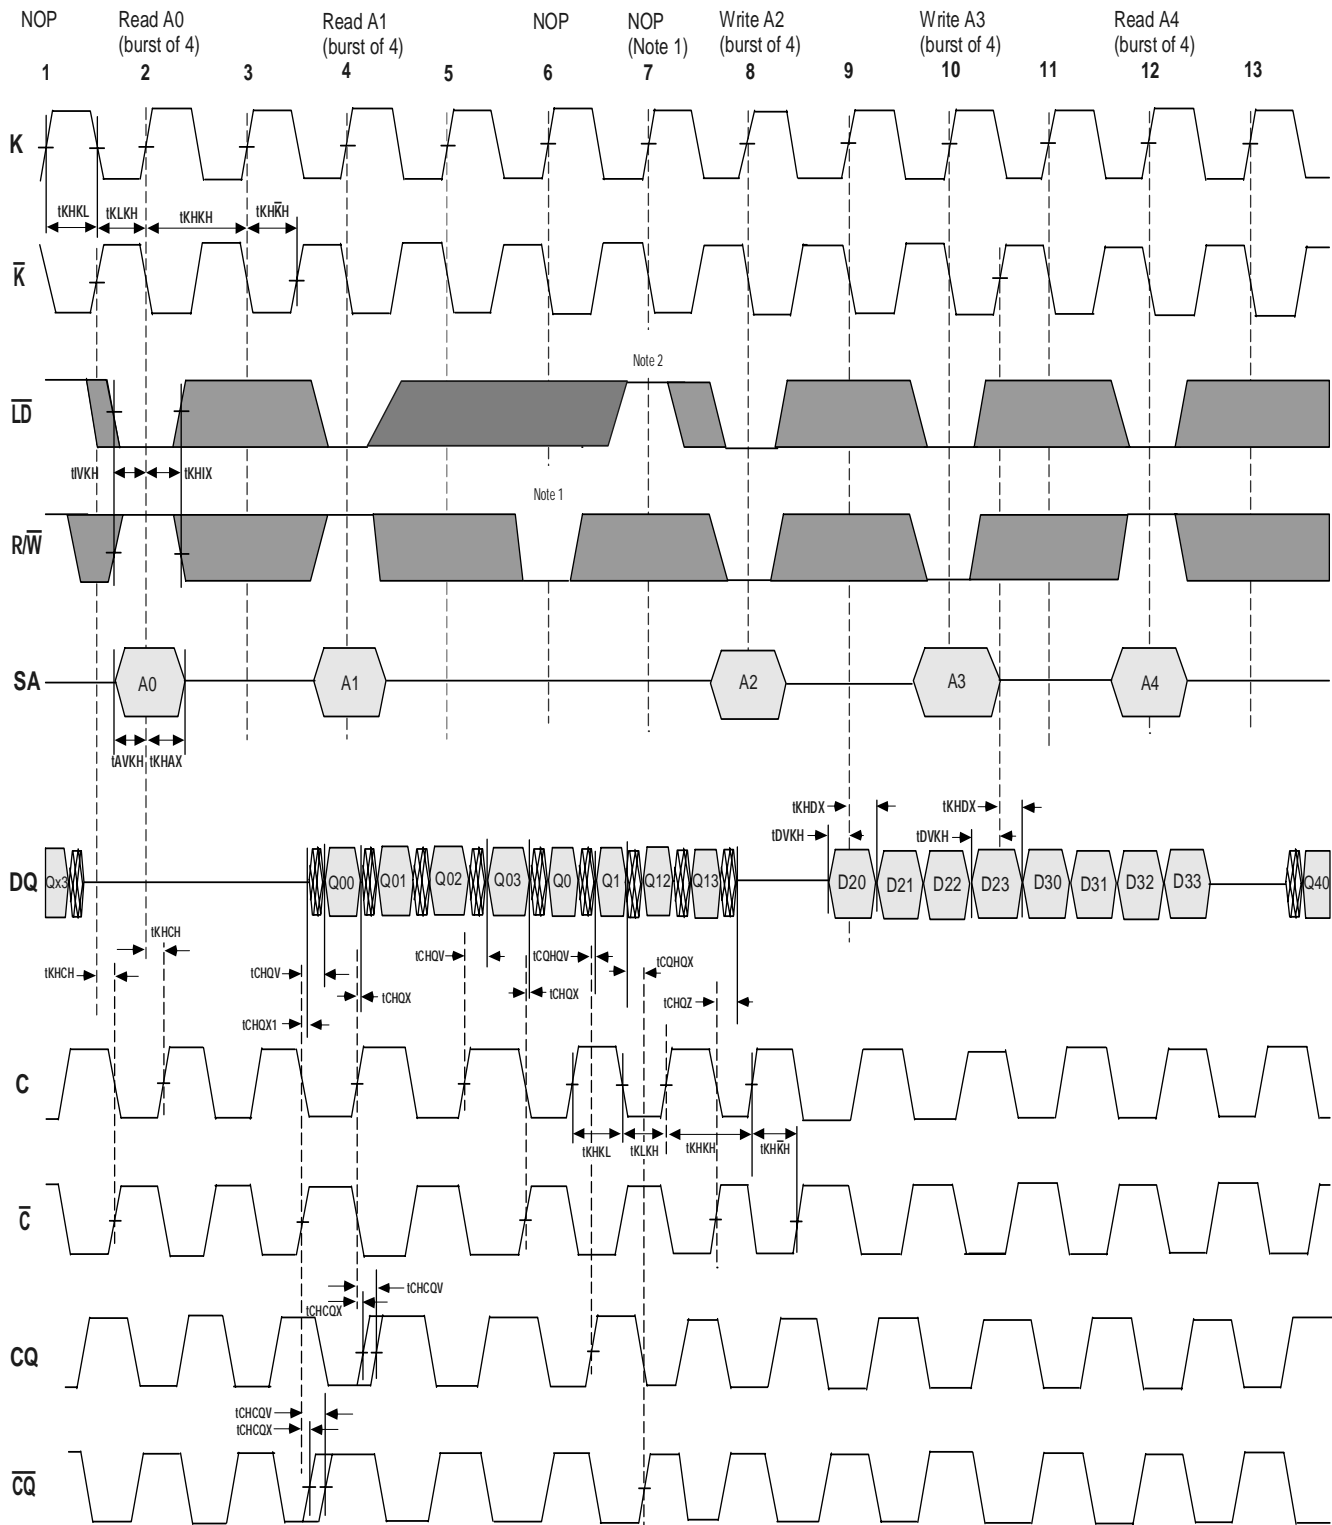 NOP Read A0 Read A1 NOP NOP Write A2 Write A3 Read A4
(burst of 4) (burst of 4) (Note 1) (burst of 4) (burst of 4) (burst of 4)
1 2 3 4 5 6 7 8 9 10 11 12 13
K
tKHKL tKLKH tKHKH tKHK̅H
K̅
Note 2
L̅D̅
tIVKH tKHIX
Note 1
R/W̅
SA A0 A1 A2 A3 A4
tAVKH tKHAX
tKHDX tKHDX
tDVKH tDVKH
DQ Qx3 Q00 Q01 Q02 Q03 Q0 Q1 Q12 Q13 D20 D21 D22 D23 D30 D31 D32 D33 Q40
tKHCH
tKHCH tCHQV tCHQV tCQHQV tCQHQX
tCHQX tCHQX tCHQZ
tCHQX1
C
tKHKL tKLKH tKHKH tKHK̅H
C̅
tCHCQV
tCHCQX
CQ
tCHCQV
tCHCQX
C̅Q̅